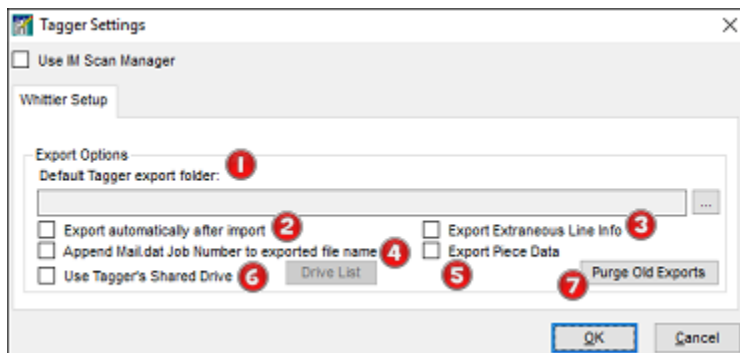 Tagger Settings
Use IM Scan Manager
Whittier Setup
Export Options
Default Tagger export folder: 1
...
Export automatically after import 2 Export Extraneous Line Info 3
Append Mail.dat Job Number to exported file name 4 Export Piece Data
Use Tagger's Shared Drive 6 Drive List 5 7 Purge Old Exports
OK Cancel